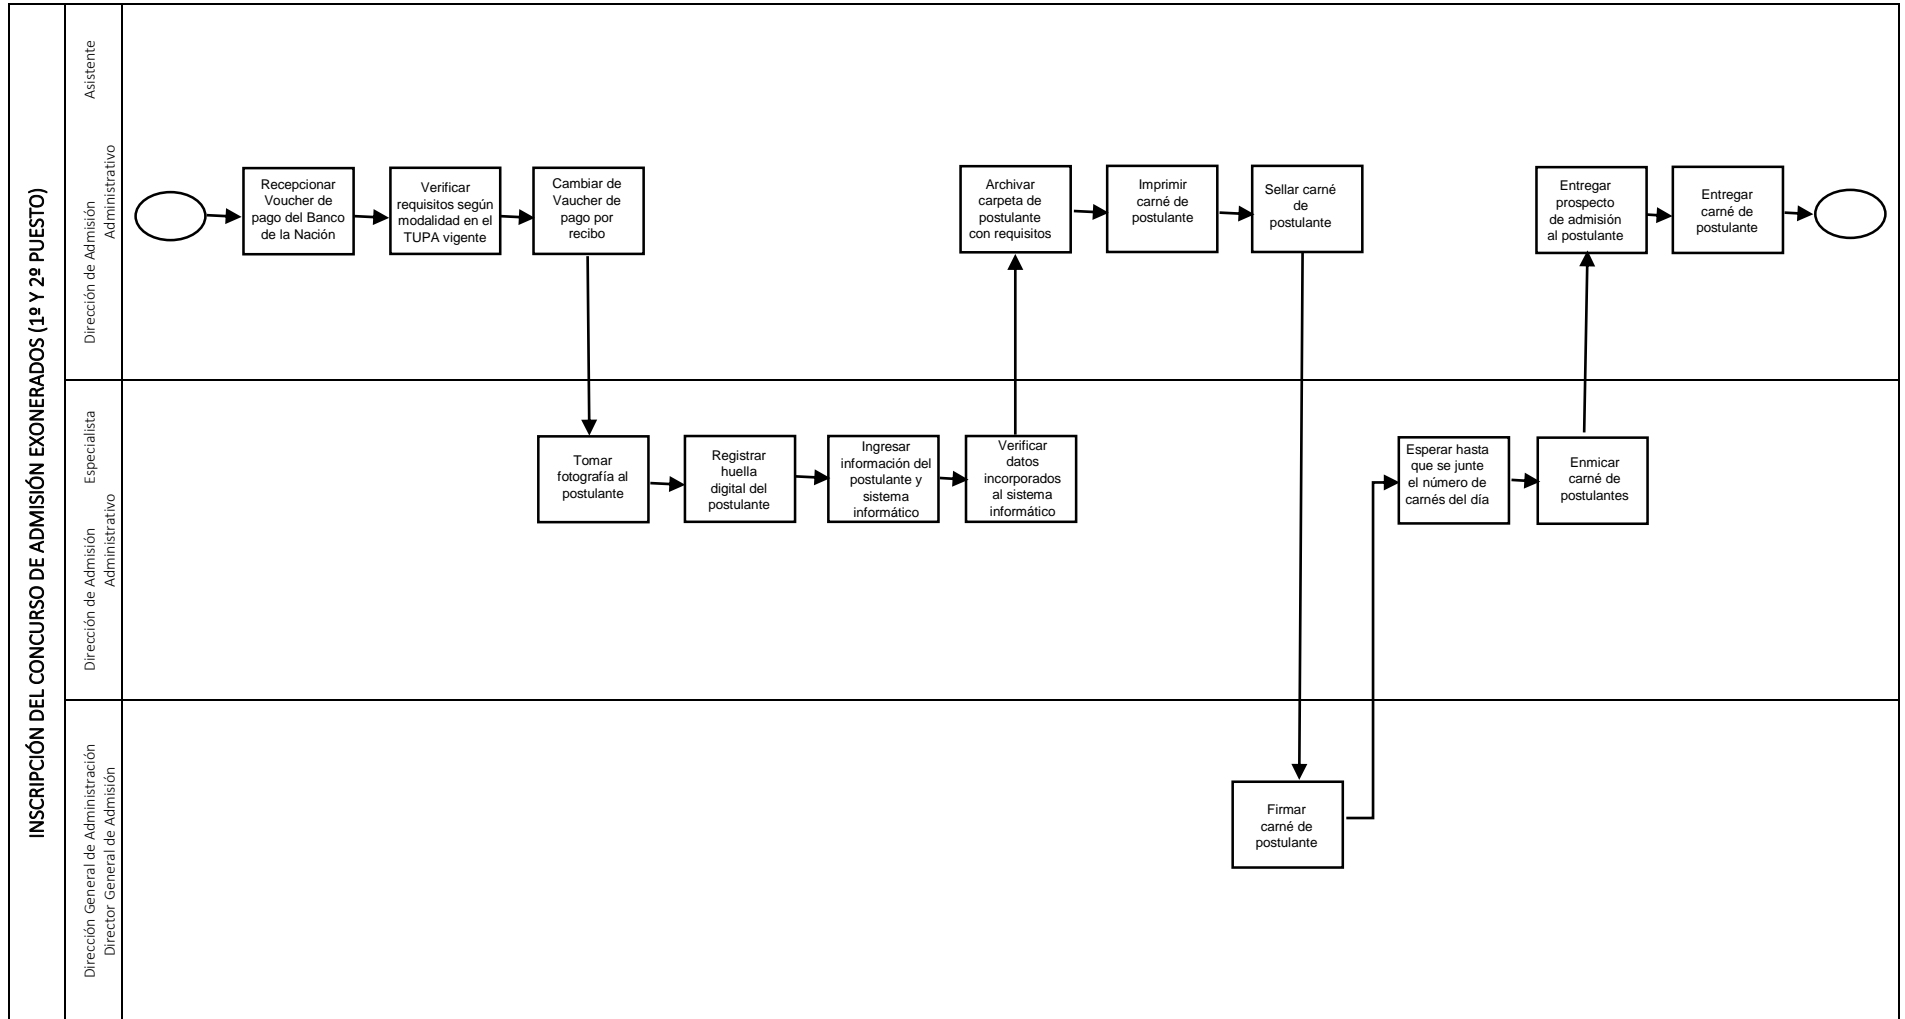 INSCRIPCIÓN DEL CONCURSO DE ADMISIÓN EXONERADOS (1º Y 2º PUESTO)
Dirección de Admisión Asistente
Administrativo
Recepcionar
Voucher de
pago del Banco
de la Nación
Verificar
requisitos según
modalidad en el
TUPA vigente
Cambiar de
Vaucher de
pago por
recibo
Archivar
carpeta de
postulante
con requisitos
Imprimir
carné de
postulante
Sellar carné
de
postulante
Entregar
prospecto
de admisión
al postulante
Entregar
carné de
postulante
Dirección de Admisión Especialista
Administrativo
Tomar
fotografía al
postulante
Registrar
huella
digital del
postulante
Ingresar
información del
postulante y
sistema
informático
Verificar
datos
incorporados
al sistema
informático
Esperar hasta
que se junte
el número de
carnés del día
Enmicar
carné de
postulantes
Dirección General de Administración
Director General de Admisión
Firmar
carné de
postulante